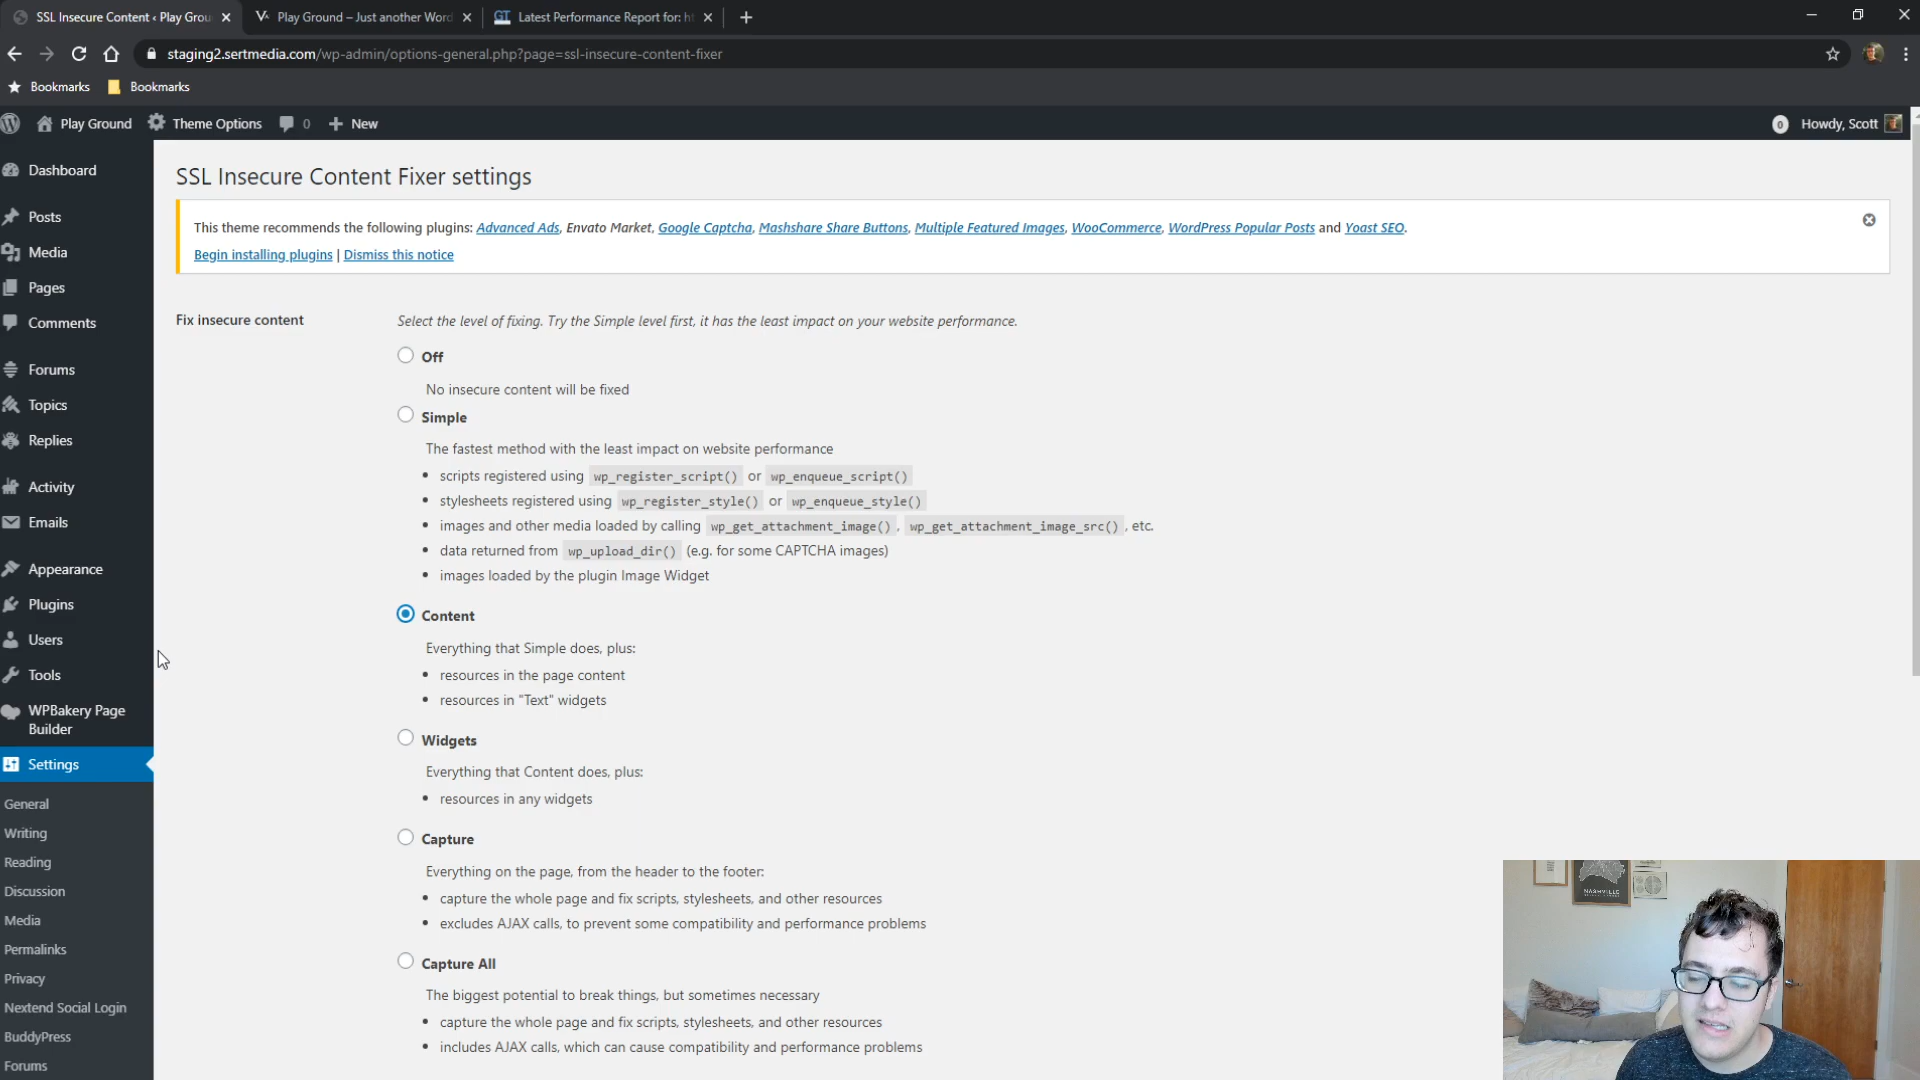 SSL Insecure Content ‹ Play Grou
Play Ground – Just another Word
GT Latest Performance Report for: ht
staging2.sertmedia.com/wp-admin/options-general.php?page=ssl-insecure-content-fixer
Bookmarks
Bookmarks
Play Ground
Theme Options
0
New
0
Howdy, Scott
Dashboard
Posts
Media
Pages
Comments
Forums
Topics
Replies
Activity
Emails
Appearance
Plugins
Users
Tools
WPBakery Page
Builder
Settings
General
Writing
Reading
Discussion
Media
Permalinks
Privacy
Nextend Social Login
BuddyPress
Forums
SSL Insecure Content Fixer settings
This theme recommends the following plugins: Advanced Ads, Envato Market, Google Captcha, Mashshare Share Buttons, Multiple Featured Images, WooCommerce, WordPress Popular Posts and Yoast SEO.
Begin installing plugins | Dismiss this notice
Fix insecure content
Select the level of fixing. Try the Simple level first, it has the least impact on your website performance.
Off
No insecure content will be fixed
Simple
The fastest method with the least impact on website performance
• scripts registered using wp_register_script() or wp_enqueue_script()
• stylesheets registered using wp_register_style() or wp_enqueue_style()
• images and other media loaded by calling wp_get_attachment_image() , wp_get_attachment_image_src() , etc.
• data returned from wp_upload_dir() (e.g. for some CAPTCHA images)
• images loaded by the plugin Image Widget
Content
Everything that Simple does, plus:
• resources in the page content
• resources in "Text" widgets
Widgets
Everything that Content does, plus:
• resources in any widgets
Capture
Everything on the page, from the header to the footer:
• capture the whole page and fix scripts, stylesheets, and other resources
• excludes AJAX calls, to prevent some compatibility and performance problems
Capture All
The biggest potential to break things, but sometimes necessary
• capture the whole page and fix scripts, stylesheets, and other resources
• includes AJAX calls, which can cause compatibility and performance problems
NASHVILLE